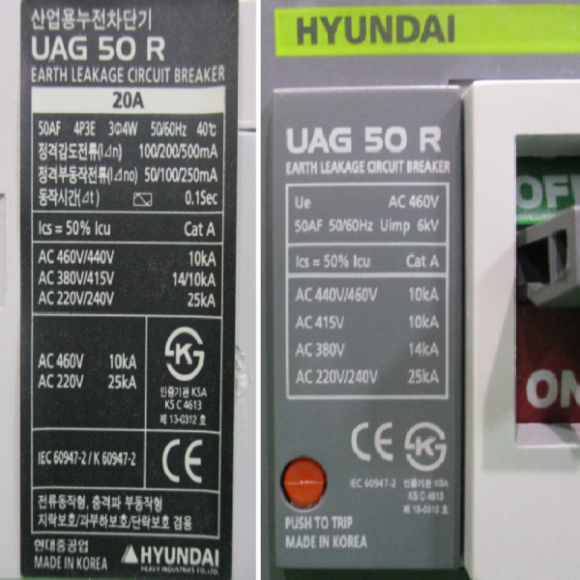 산업용누전차단기
UAG 50 R
EARTH LEAKAGE CIRCUIT BREAKER
20A
50AF 4P3E 3Φ4W 50/60Hz 40℃
정격감도전류(I⊿n) 100/200/500mA
정격부동작전류(I⊿no) 50/100/250mA
동작시간(⊿t) 0.1Sec
Ics = 50% Icu Cat A
AC 460V/440V 10kA
AC 380V/415V 14/10kA
AC 220V/240V 25kA
AC 460V 10kA
AC 220V 25kA
인증기관 KSA
KS C 4613
제 13-0312 호
IEC 60947-2 / K 60947-2
CE
전류동작형, 충격파 부동작형
지락보호/과부하보호/단락보호 겸용
현대중공업
MADE IN KOREA
HYUNDAI
HEAVY INDUSTRIES CO., LTD.
HYUNDAI
UAG 50 R
EARTH LEAKAGE CIRCUIT BREAKER
Ue AC 460V
50AF 50/60Hz Uimp 6kV
Ics = 50% Icu Cat A
AC 440V/460V 10kA
AC 415V 10kA
AC 380V 14kA
AC 220V/240V 25kA
CE
IEC 60947-2
인증기관 KSA
KS C 4613
제 13-0312 호
PUSH TO TRIP
MADE IN KOREA
OFF
ON